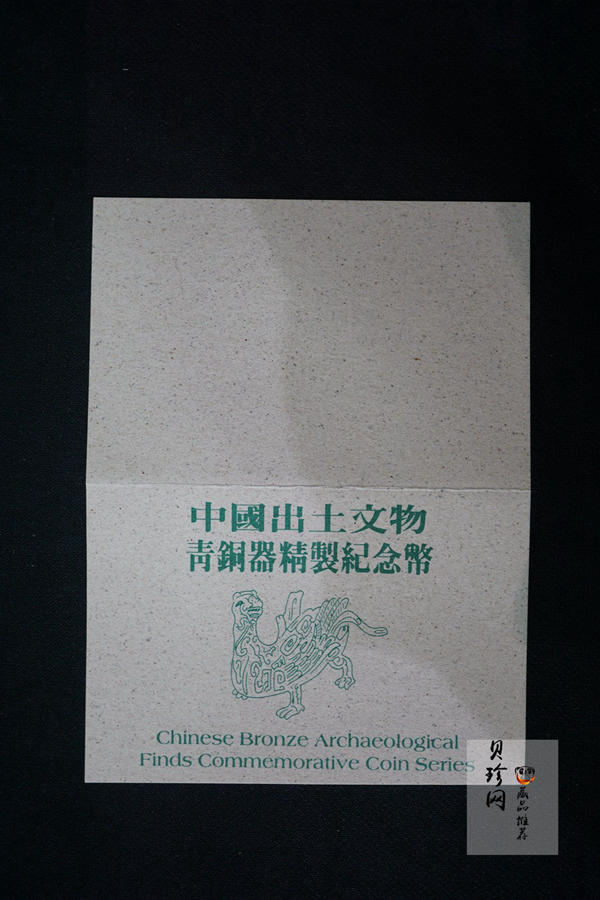 中國出土文物
青銅器精製紀念幣
Chinese Bronze Archaeological
Finds Commemorative Coin Series
贝珍网
藏品推荐